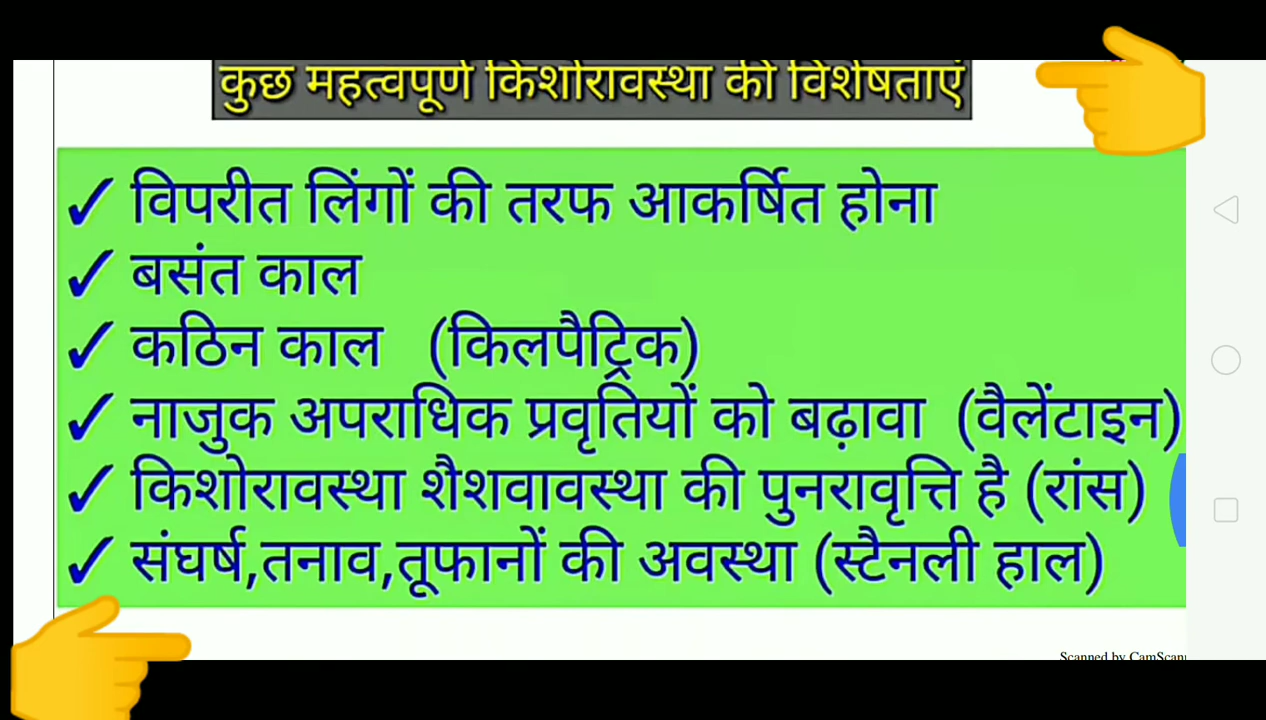 कुछ महत्वपूर्ण किशोरावस्था की विशेषताएं
✓ विपरीत लिंगों की तरफ आकर्षित होना
✓ बसंत काल
✓ कठिन काल (किलपैट्रिक)
✓ नाजुक अपराधिक प्रवृतियों को बढ़ावा (वैलेंटाइन)
✓ किशोरावस्था शैशवावस्था की पुनरावृत्ति है (रांस)
✓ संघर्ष,तनाव,तूफानों की अवस्था (स्टैनली हाल)
Scanned by CamScan